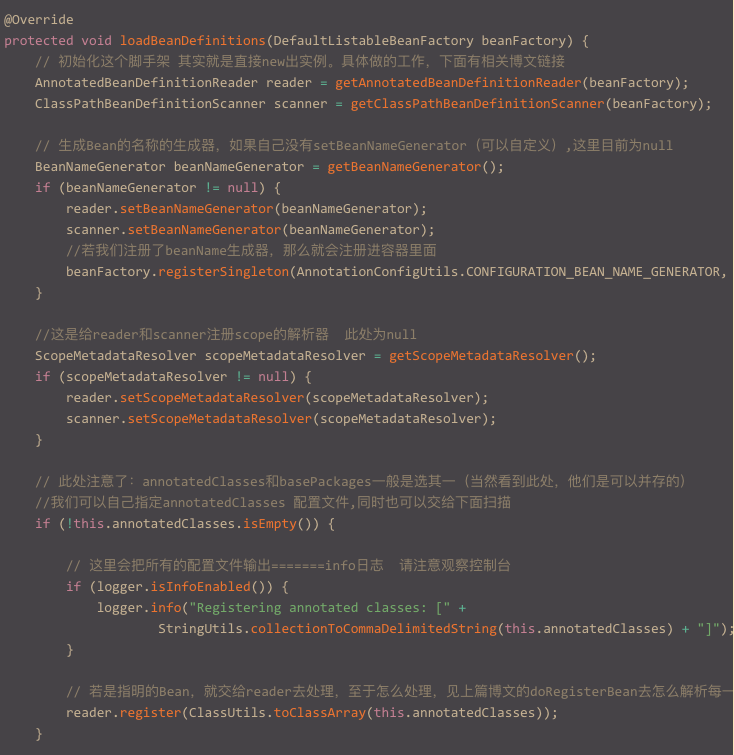 @Override
protected void loadBeanDefinitions(DefaultListableBeanFactory beanFactory) {
    // 初始化这个脚手架 其实就是直接new出实例。具体做的工作，下面有相关博文链接
    AnnotatedBeanDefinitionReader reader = getAnnotatedBeanDefinitionReader(beanFactory);
    ClassPathBeanDefinitionScanner scanner = getClassPathBeanDefinitionScanner(beanFactory);

    // 生成Bean的名称的生成器，如果自己没有setBeanNameGenerator（可以自定义）,这里目前为null
    BeanNameGenerator beanNameGenerator = getBeanNameGenerator();
    if (beanNameGenerator != null) {
        reader.setBeanNameGenerator(beanNameGenerator);
        scanner.setBeanNameGenerator(beanNameGenerator);
        //若我们注册了beanName生成器，那么就会注册进容器里面
        beanFactory.registerSingleton(AnnotationConfigUtils.CONFIGURATION_BEAN_NAME_GENERATOR,
    }

    //这是给reader和scanner注册scope的解析器  此处为null
    ScopeMetadataResolver scopeMetadataResolver = getScopeMetadataResolver();
    if (scopeMetadataResolver != null) {
        reader.setScopeMetadataResolver(scopeMetadataResolver);
        scanner.setScopeMetadataResolver(scopeMetadataResolver);
    }

    // 此处注意了：annotatedClasses和basePackages一般是选其一（当然看到此处，他们是可以并存的）
    //我们可以自己指定annotatedClasses 配置文件,同时也可以交给下面扫描
    if (!this.annotatedClasses.isEmpty()) {

        // 这里会把所有的配置文件输出=======info日志  请注意观察控制台
        if (logger.isInfoEnabled()) {
            logger.info("Registering annotated classes: [" +
                    StringUtils.collectionToCommaDelimitedString(this.annotatedClasses) + "]");
        }

        // 若是指明的Bean，就交给reader去处理，至于怎么处理，见上篇博文的doRegisterBean去怎么解析每一
        reader.register(ClassUtils.toClassArray(this.annotatedClasses));
    }